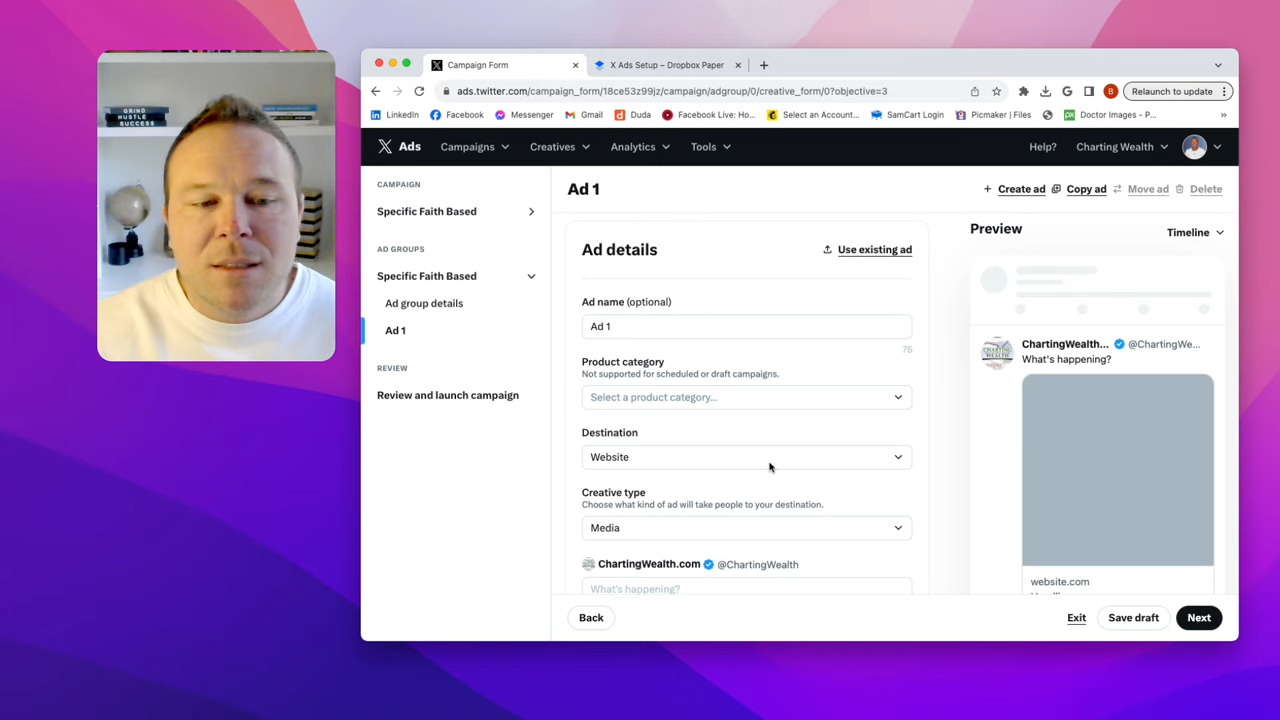 GRIND
HUSTLE
SUCCESS
Campaign Form
X Ads Setup – Dropbox Paper
ads.twitter.com/campaign_form/18ce53z99jz/campaign/adgroup/0/creative_form/0?objective=3
B
Relaunch to update
LinkedIn
Facebook
Messenger
Gmail
Duda
Facebook Live: Ho...
Select an Account...
SamCart Login
Picmaker | Files
Doctor Images - P...
»
X Ads
Campaigns
Creatives
Analytics
Tools
Help?
Charting Wealth
CAMPAIGN
Specific Faith Based
AD GROUPS
Specific Faith Based
Ad group details
Ad 1
REVIEW
Review and launch campaign
Ad 1
+ Create ad
Copy ad
Move ad
Delete
Ad details
Use existing ad
Ad name (optional)
Ad 1
76
Product category
Not supported for scheduled or draft campaigns.
Select a product category...
Destination
Website
Creative type
Choose what kind of ad will take people to your destination.
Media
ChartingWealth.com @ChartingWealth
What's happening?
Preview
Timeline
ChartingWealth... @ChartingWe...
What's happening?
website.com
Back
Exit
Save draft
Next